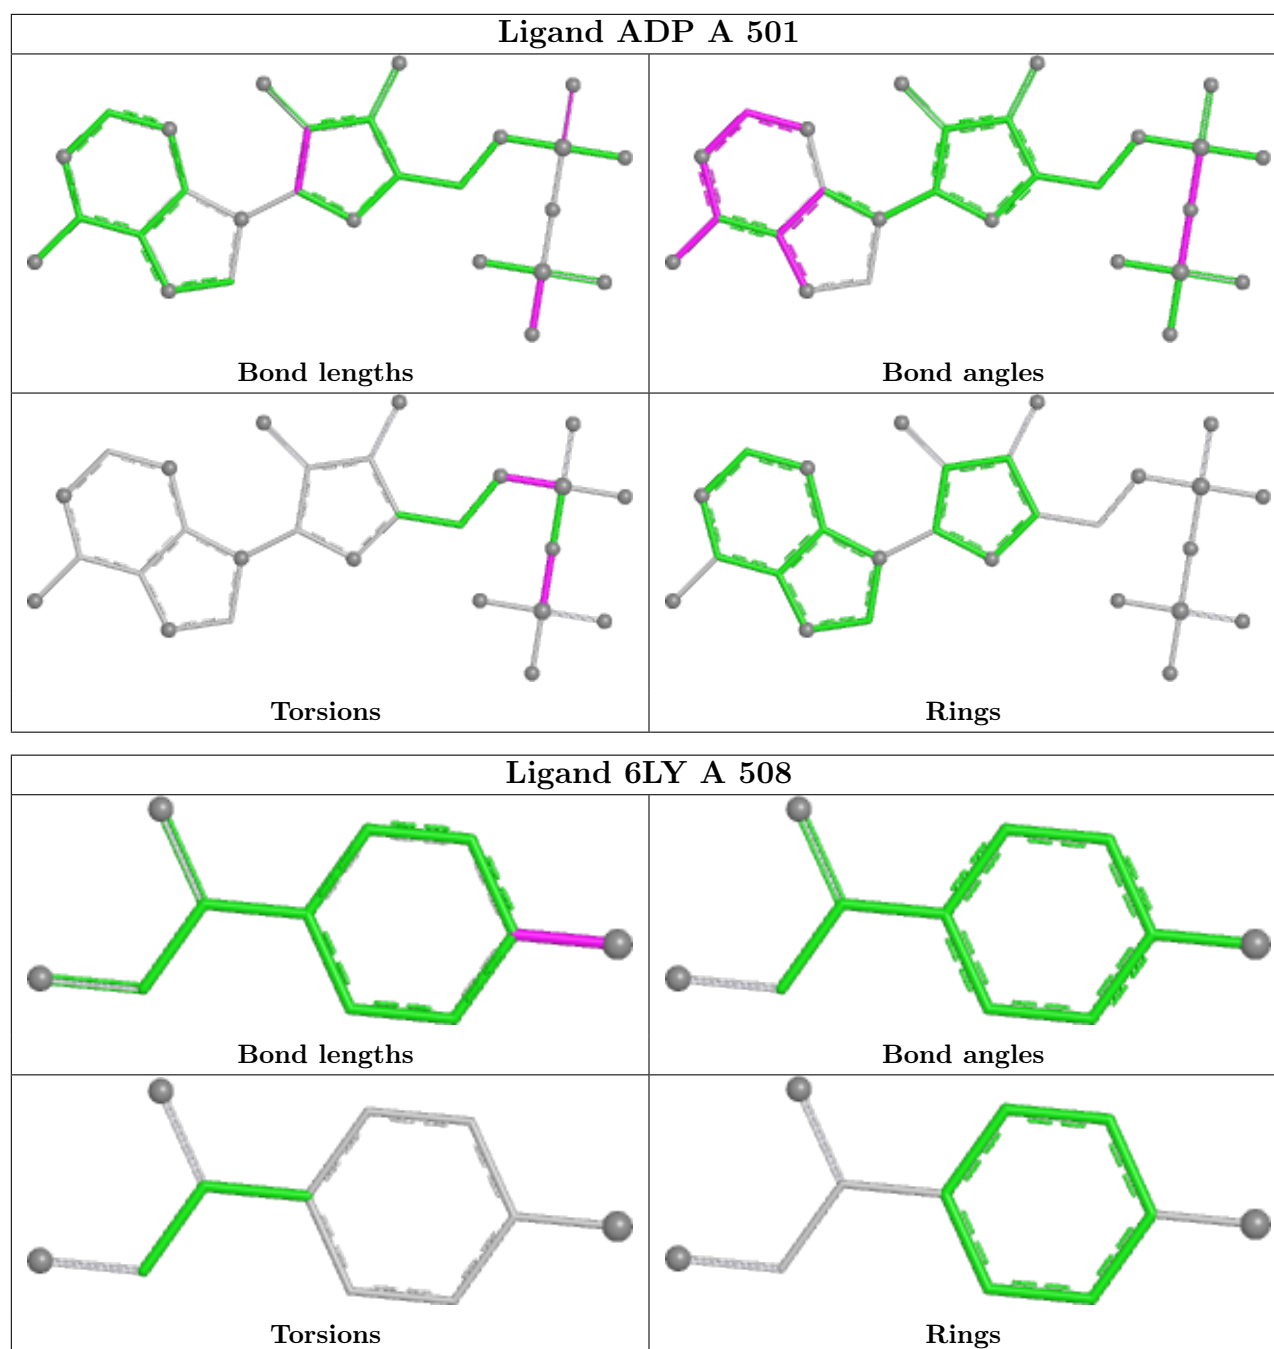 Ligand ADP A 501
Bond lengths
Bond angles
Torsions
Rings
Ligand 6LY A 508
Bond lengths
Bond angles
Torsions
Rings